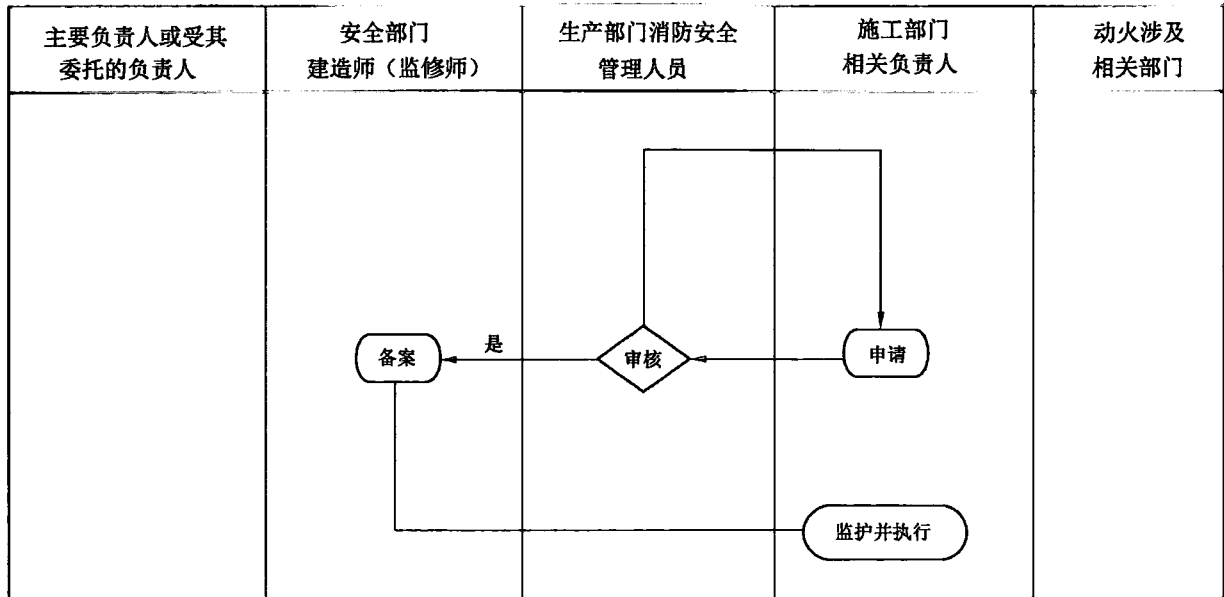 主要负责人或受其
委托的负责人
安全部门
建造师（监修师）
生产部门消防安全
管理人员
施工部门
相关负责人
动火涉及
相关部门
备案
是
审核
申请
监护并执行